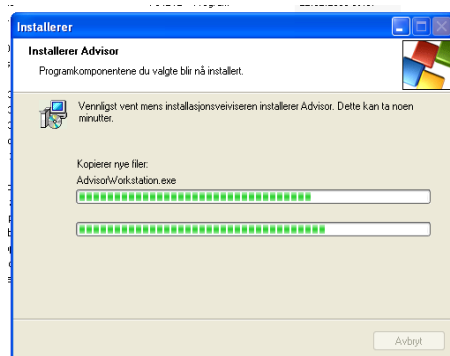 Installerer
Installerer Advisor
Programkomponentene du valgte blir nå installert.
Vennligst vent mens installasjonsveiviseren installerer Advisor. Dette kan ta noen
minutter.
Kopierer nye filer:
AdvisorWorkstation.exe
Avbryt